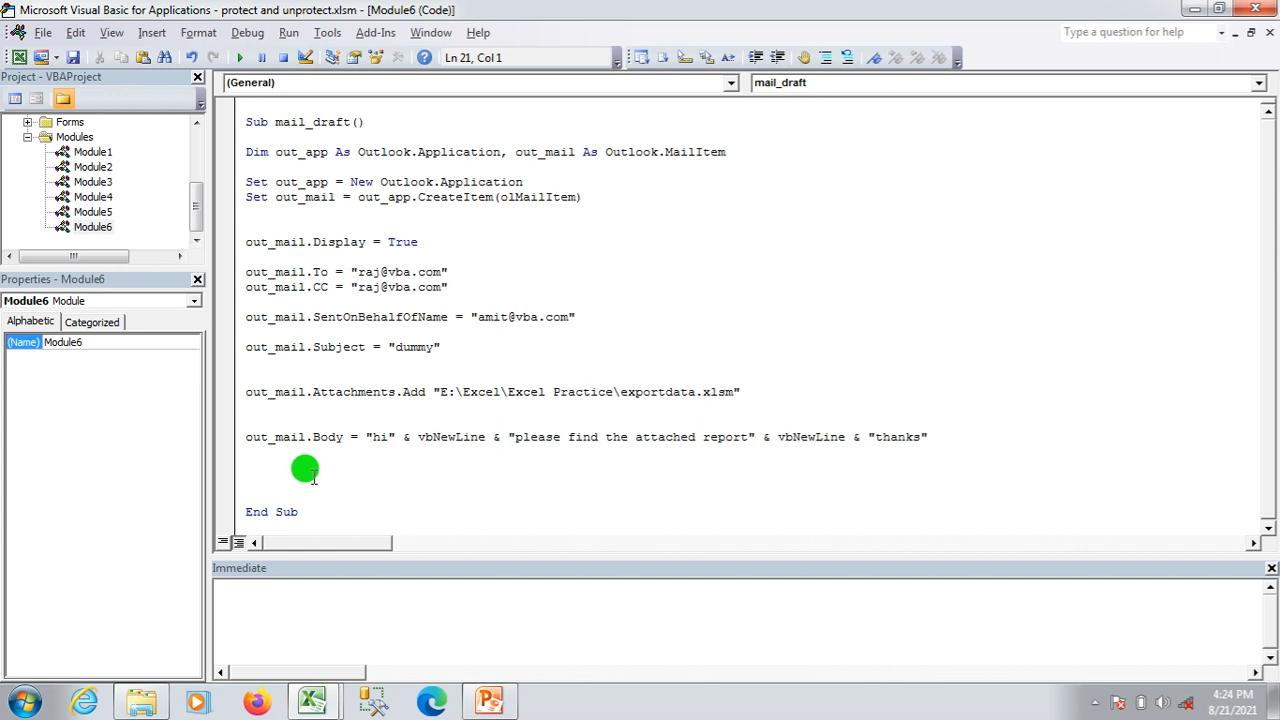 Microsoft Visual Basic for Applications - protect and unprotect.xlsm - [Module6 (Code)]
File Edit View Insert Format Debug Run Tools Add-Ins Window Help
Type a question for help
Ln 21, Col 1
Project - VBAProject
(General)
mail_draft
Forms
Modules
Module1
Module2
Module3
Module4
Module5
Module6
Sub mail_draft()
Dim out_app As Outlook.Application, out_mail As Outlook.MailItem
Set out_app = New Outlook.Application
Set out_mail = out_app.CreateItem(olMailItem)
out_mail.Display = True
out_mail.To = "raj@vba.com"
out_mail.CC = "raj@vba.com"
out_mail.SentOnBehalfOfName = "amit@vba.com"
out_mail.Subject = "dummy"
out_mail.Attachments.Add "E:\Excel\Excel Practice\exportdata.xlsm"
out_mail.Body = "hi" & vbNewLine & "please find the attached report" & vbNewLine & "thanks"
End Sub
Properties - Module6
Module6 Module
Alphabetic Categorized
(Name) Module6
Immediate
4:24 PM
8/21/2021